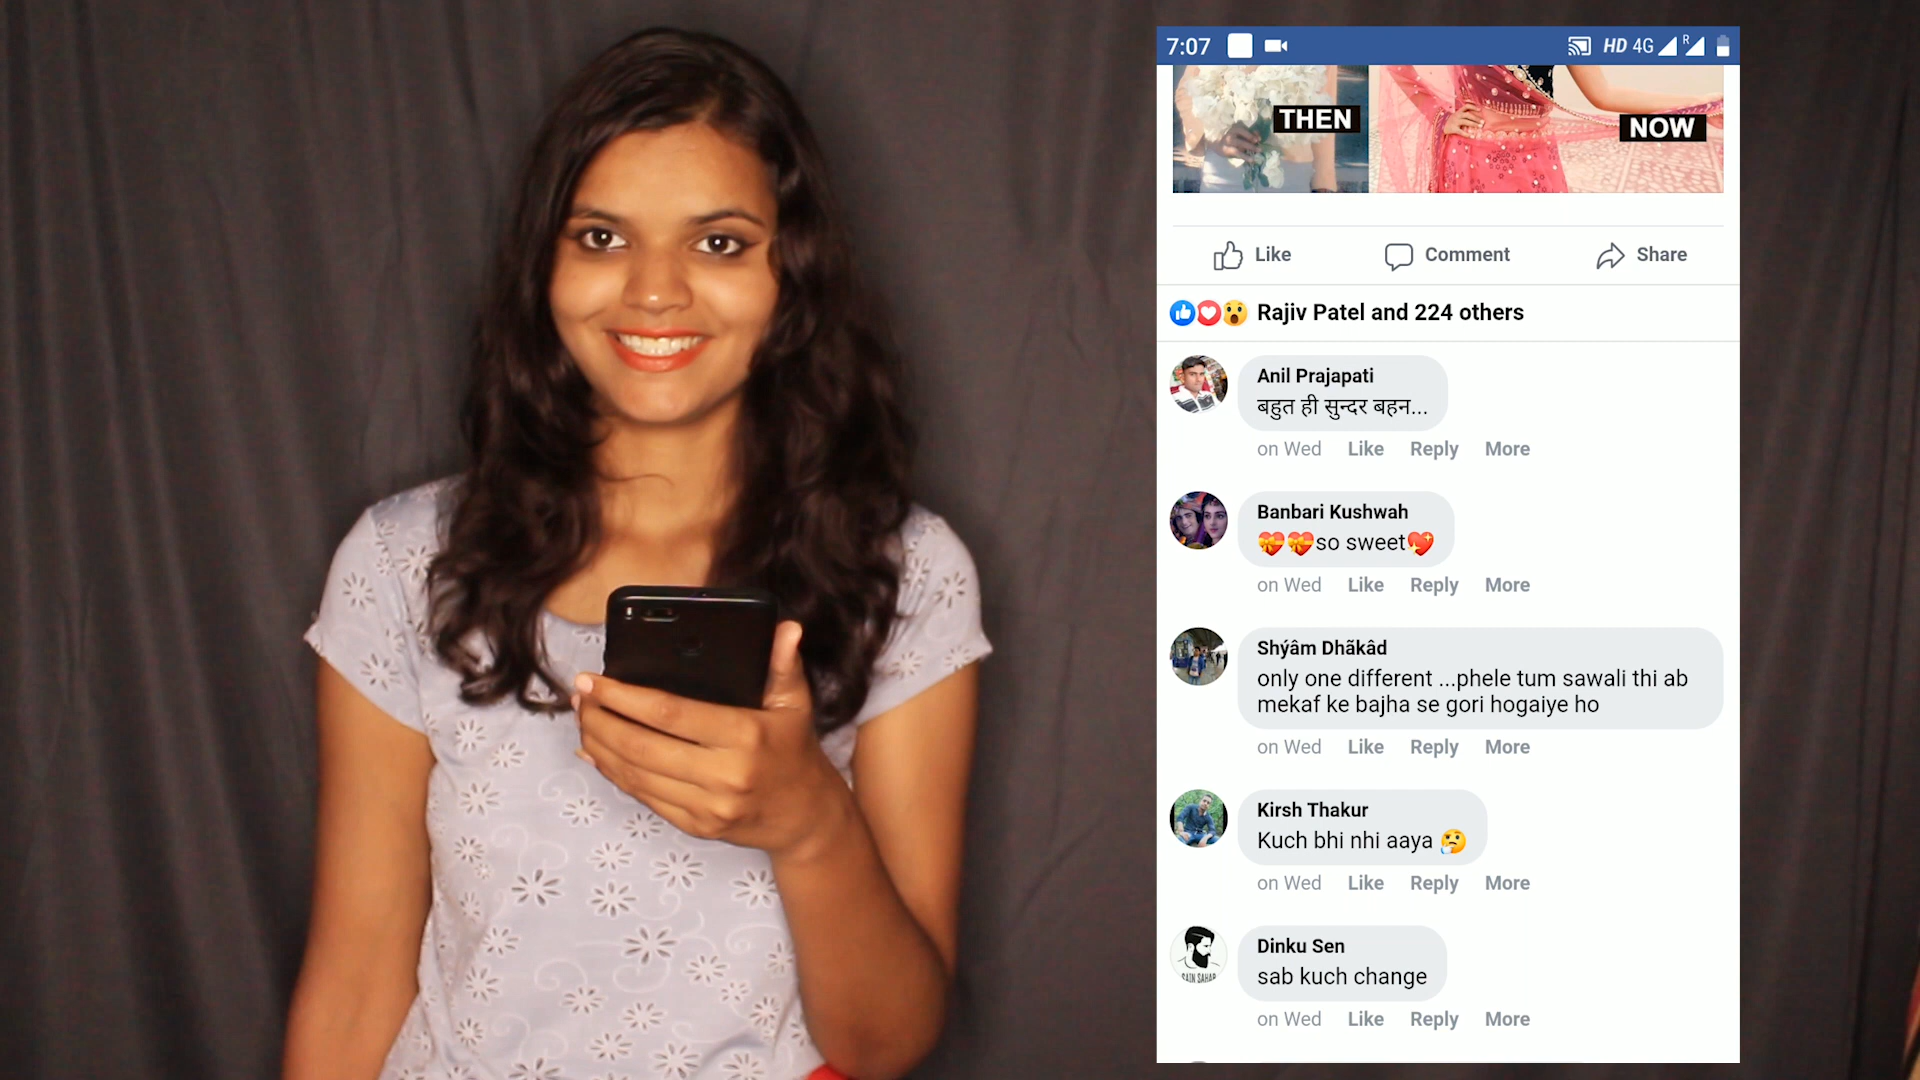 7:07 HD 4G R
THEN
NOW
Like Comment Share
Rajiv Patel and 224 others
Anil Prajapati
बहुत ही सुन्दर बहन...
on Wed Like Reply More
Banbari Kushwah
💝💝so sweet💖
on Wed Like Reply More
Shýâm Dhãkâd
only one different ...phele tum sawali thi ab
mekaf ke bajha se gori hogaiye ho
on Wed Like Reply More
Kirsh Thakur
Kuch bhi nhi aaya 🤔
on Wed Like Reply More
Dinku Sen
sab kuch change
SAIN SAHAB
on Wed Like Reply More